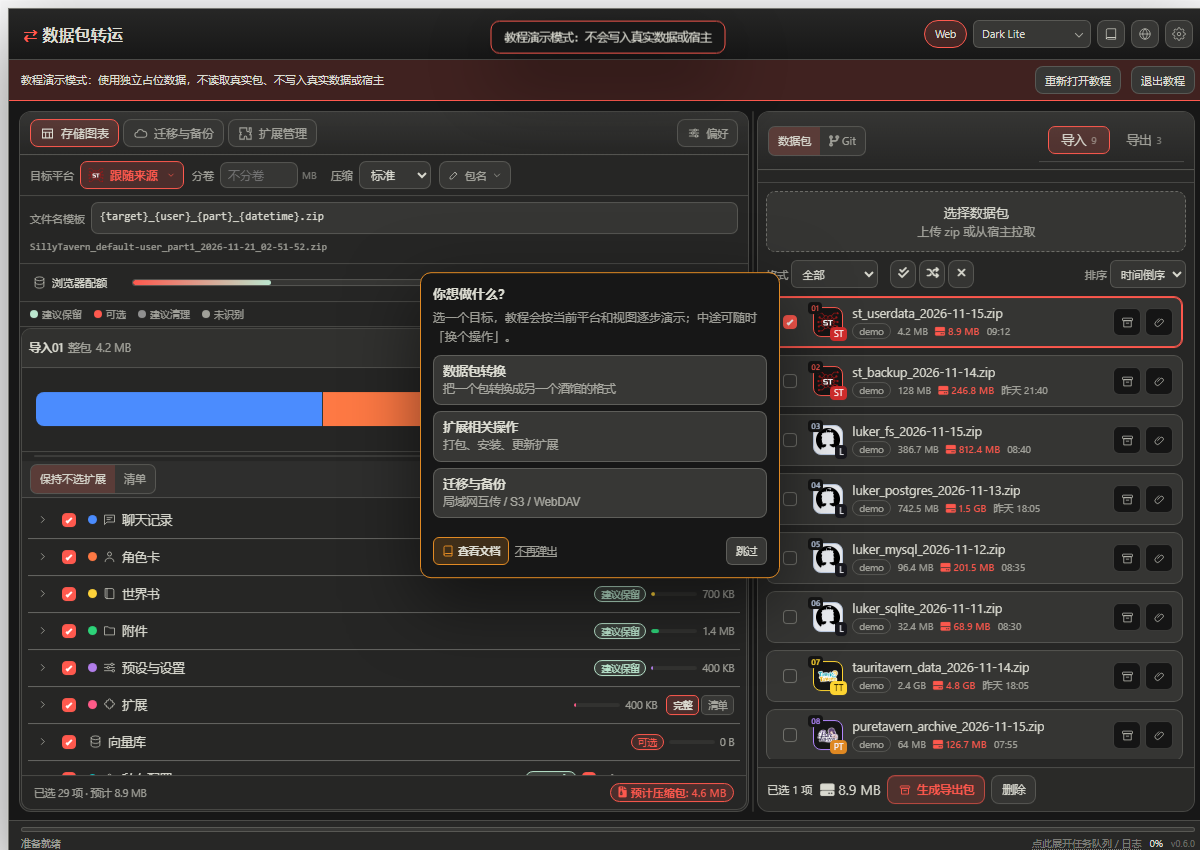 数据包转运
教程演示模式：不会写入真实数据或宿主
Web
Dark Lite
教程演示模式：使用独立占位数据，不读取真实包、不写入真实数据或宿主
重新打开教程
退出教程
存储图表
迁移与备份
扩展管理
偏好
目标平台
ST 跟随来源
分卷
不分卷
MB
压缩
标准
包名
文件名模板
{target}_{user}_{part}_{datetime}.zip
SillyTavern_default-user_part1_2026-11-21_02-51-52.zip
浏览器配额
建议保留 可选 建议清理 未识别
导入01 整包 4.2 MB
保持不选扩展
清单
聊天记录
角色卡
世界书 建议保留 700 KB
附件 建议保留 1.4 MB
预设与设置 建议保留 400 KB
扩展 400 KB 完整 清单
向量库 可选 0 B
已选 29 项 · 预计 8.9 MB
预计压缩包: 4.6 MB
你想做什么？
选一个目标，教程会按当前平台和视图逐步演示；中途可随时
「换个操作」。
数据包转换
把一个包转换成另一个酒馆的格式
扩展相关操作
打包、安装、更新扩展
迁移与备份
局域网互传 / S3 / WebDAV
查看文档
不再弹出
跳过
数据包
Git
导入 9
导出 3
选择数据包
上传 zip 或从宿主拉取
全部
排序
时间倒序
01
ST
ST
st_userdata_2026-11-15.zip
demo 4.2 MB 8.9 MB 09:12
02
ST
ST
st_backup_2026-11-14.zip
demo 128 MB 246.8 MB 昨天 21:40
03
L
luker_fs_2026-11-15.zip
demo 386.7 MB 812.4 MB 08:40
04
L
luker_postgres_2026-11-13.zip
demo 742.5 MB 1.5 GB 昨天 18:05
05
L
luker_mysql_2026-11-12.zip
demo 96.4 MB 201.5 MB 08:35
06
L
luker_sqlite_2026-11-11.zip
demo 32.4 MB 68.9 MB 08:30
07
TT
tauritavern_data_2026-11-14.zip
demo 2.4 GB 4.8 GB 昨天 18:05
08
PT
puretavern_archive_2026-11-15.zip
demo 64 MB 126.7 MB 07:55
已选 1 项 8.9 MB
生成导出包
删除
准备就绪
点此展开任务队列 / 日志 0% v0.6.0